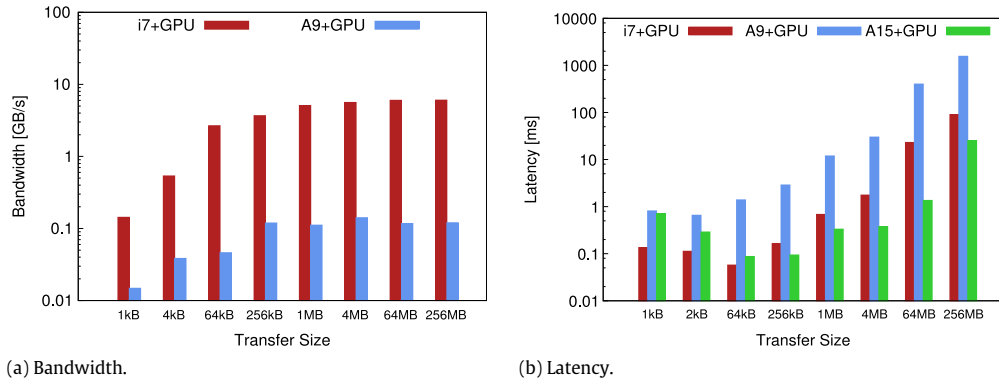 i7+GPU A9+GPU
Bandwidth [GB/s]
100
10
1
0.1
0.01
1kB 4kB 64kB 256kB 1MB 4MB 64MB 256MB
Transfer Size
(a) Bandwidth.
i7+GPU A9+GPU A15+GPU
Latency [ms]
10000
1000
100
10
1
0.1
0.01
1kB 2kB 64kB 256kB 1MB 4MB 64MB 256MB
Transfer Size
(b) Latency.